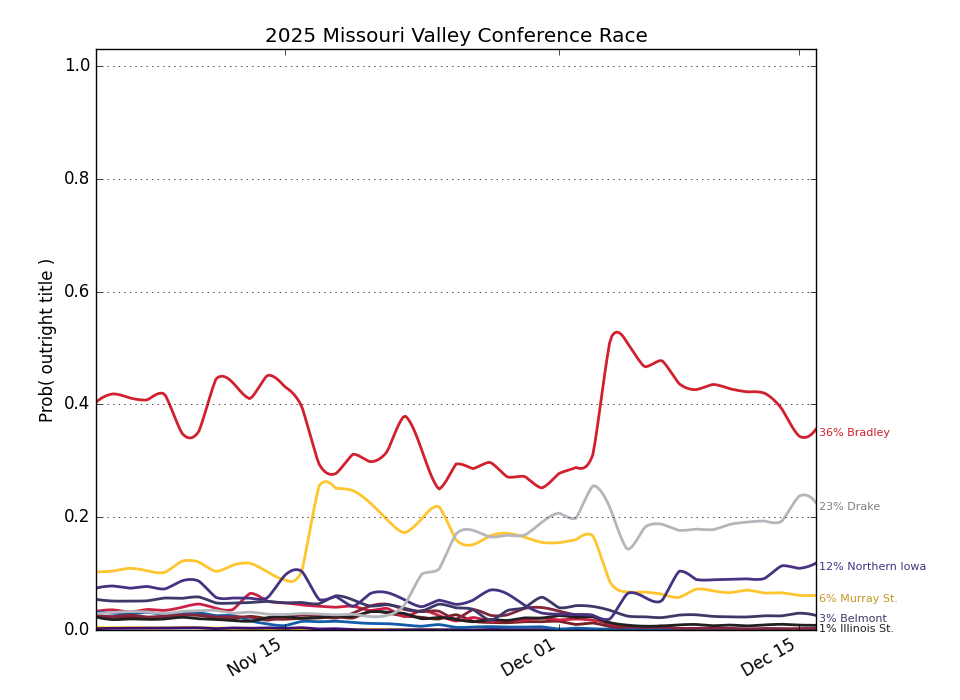 2025 Missouri Valley Conference Race
Prob( outright title )
1.0
0.8
0.6
0.4
0.2
0.0
Nov 15
Dec 01
Dec 15
36% Bradley
23% Drake
12% Northern Iowa
6% Murray St.
3% Belmont
1% Illinois St.